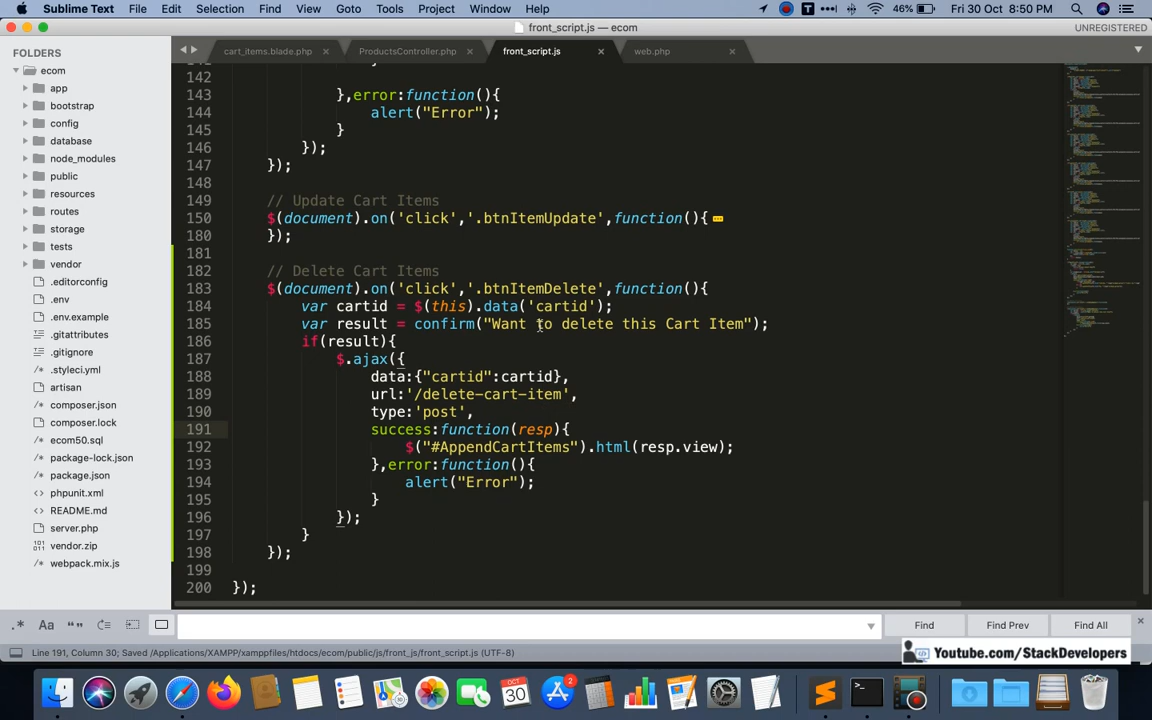 Sublime Text File Edit Selection Find View Goto Tools Project Window Help 46% Fri 30 Oct 8:50 PM
front_script.js — ecom UNREGISTERED
FOLDERS
ecom
app
bootstrap
config
database
node_modules
public
resources
routes
storage
tests
vendor
.editorconfig
.env
.env.example
.gitattributes
.gitignore
.styleci.yml
artisan
composer.json
composer.lock
ecom50.sql
package-lock.json
package.json
phpunit.xml
README.md
server.php
vendor.zip
webpack.mix.js
cart_items.blade.php ProductsController.php front_script.js web.php
142
143 },error:function(){
144 alert("Error");
145 }
146 });
147 });
148
149 // Update Cart Items
150 $(document).on('click','.btnItemUpdate',function(){
180 });
181
182 // Delete Cart Items
183 $(document).on('click','.btnItemDelete',function(){
184 var cartid = $(this).data('cartid');
185 var result = confirm("Want to delete this Cart Item");
186 if(result){
187 $.ajax({
188 data:{"cartid":cartid},
189 url:'/delete-cart-item',
190 type:'post',
191 success:function(resp){
192 $("#AppendCartItems").html(resp.view);
193 },error:function(){
194 alert("Error");
195 }
196 });
197 }
198 });
199
200 });
.* Aa Find Find Prev Find All
Line 191, Column 30; Saved /Applications/XAMPP/xamppfiles/htdocs/ecom/public/js/front_js/front_script.js (UTF-8)
Youtube.com/StackDevelopers